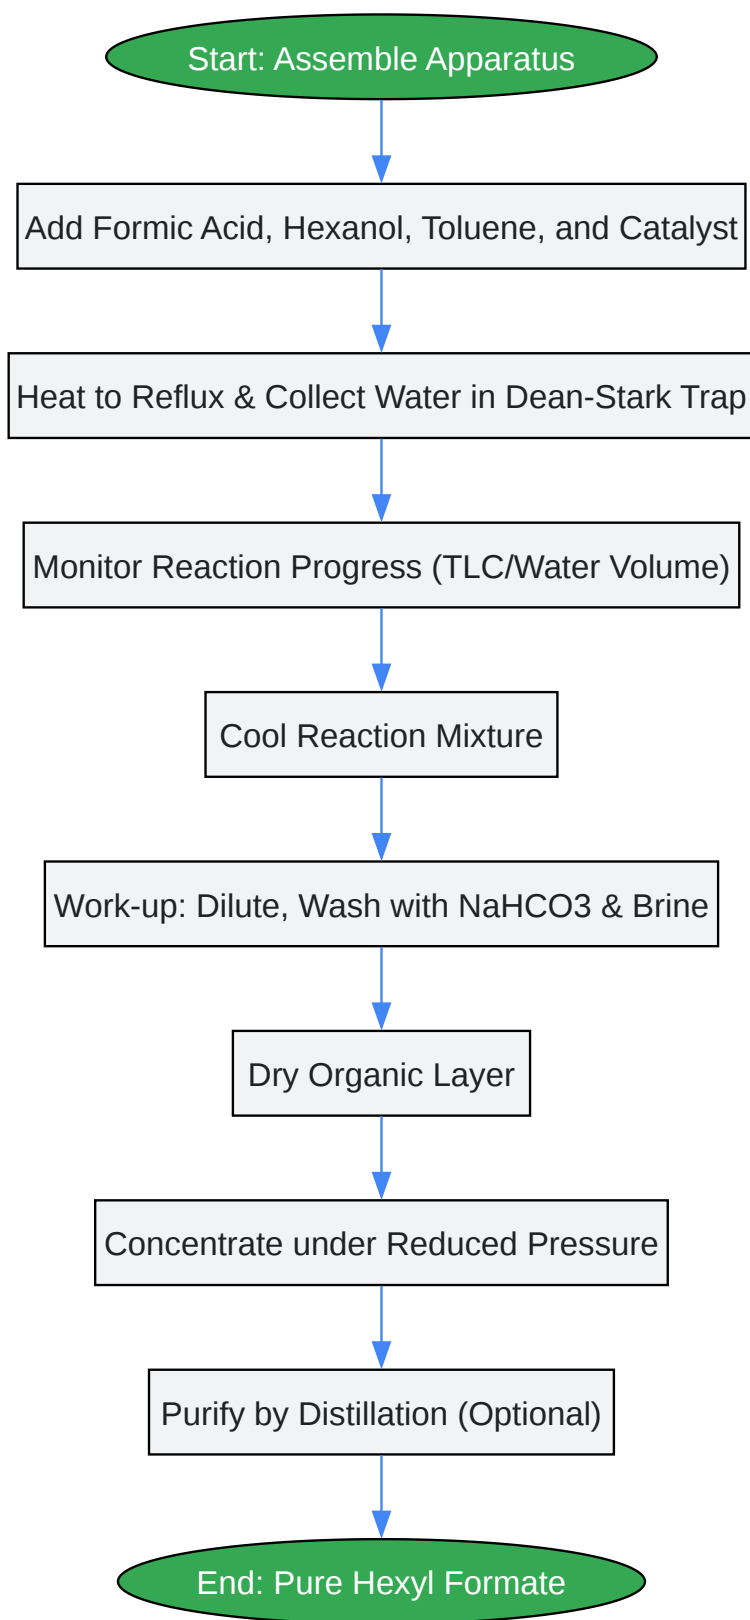 Start: Assemble Apparatus
Add Formic Acid, Hexanol, Toluene, and Catalyst
Heat to Reflux & Collect Water in Dean-Stark Trap
Monitor Reaction Progress (TLC/Water Volume)
Cool Reaction Mixture
Work-up: Dilute, Wash with NaHCO3 & Brine
Dry Organic Layer
Concentrate under Reduced Pressure
Purify by Distillation (Optional)
End: Pure Hexyl Formate